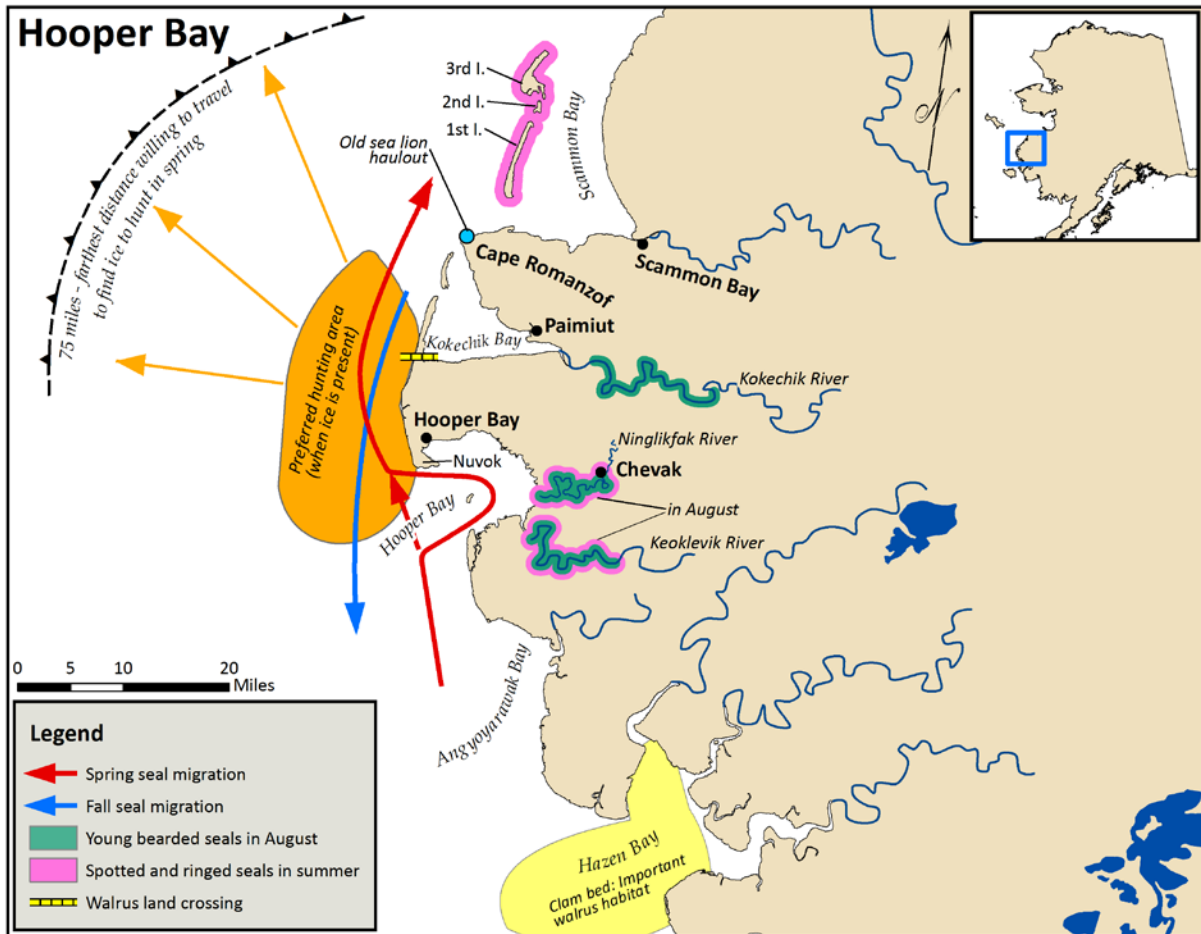 Hooper Bay
75 miles - farthest distance willing to travel
to find ice to hunt in spring
3rd I.
2nd I.
1st I.
Scammon Bay
Old sea lion
haulout
N
Cape Romanzof
Scammon Bay
Paimiut
Kokechik Bay
Kokechik River
Preferred hunting area
(when ice is present)
Hooper Bay
Nuvok
Ninglikfak River
Chevak
in August
Hooper Bay
Keoklevik River
Angyoyarawak Bay
0 5 10 20
Miles
Hazen Bay
Clam bed: Important
walrus habitat
Legend
Spring seal migration
Fall seal migration
Young bearded seals in August
Spotted and ringed seals in summer
Walrus land crossing